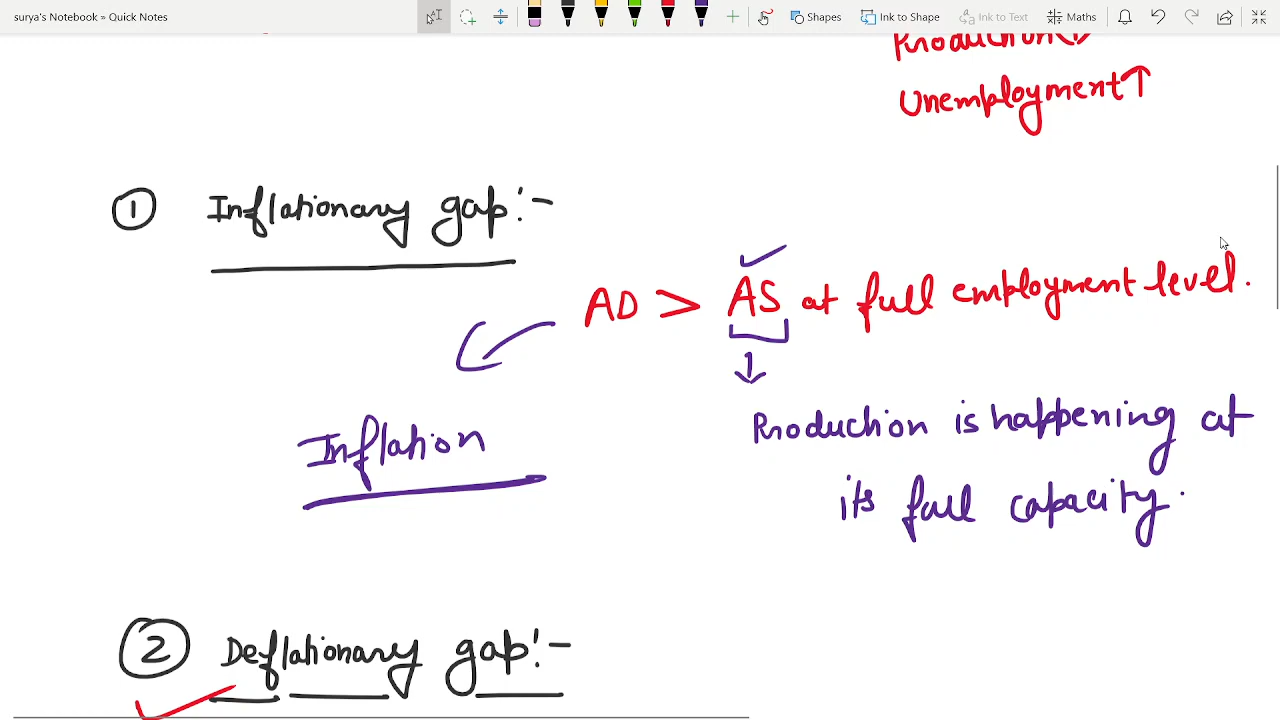 surya's Notebook » Quick Notes
Shapes Ink to Shape Ink to Text Maths
Production
Unemployment↑
① Inflationary gap:-
AD > AS at full employment level.
Inflation
Production is happening at
its full capacity.
② Deflationary gap:-